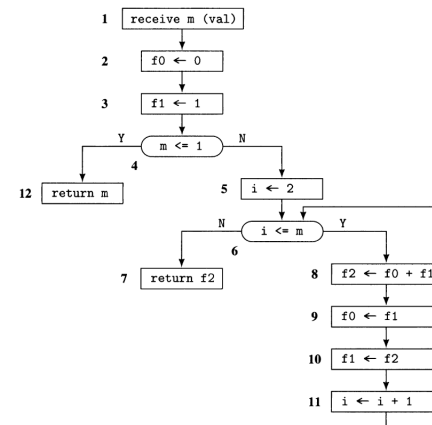 1 receive m (val)
2 f0 ← 0
3 f1 ← 1
Y m <= 1 N
4
12 return m
5 i ← 2
N i <= m Y
6
7 return f2
8 f2 ← f0 + f1
9 f0 ← f1
10 f1 ← f2
11 i ← i + 1